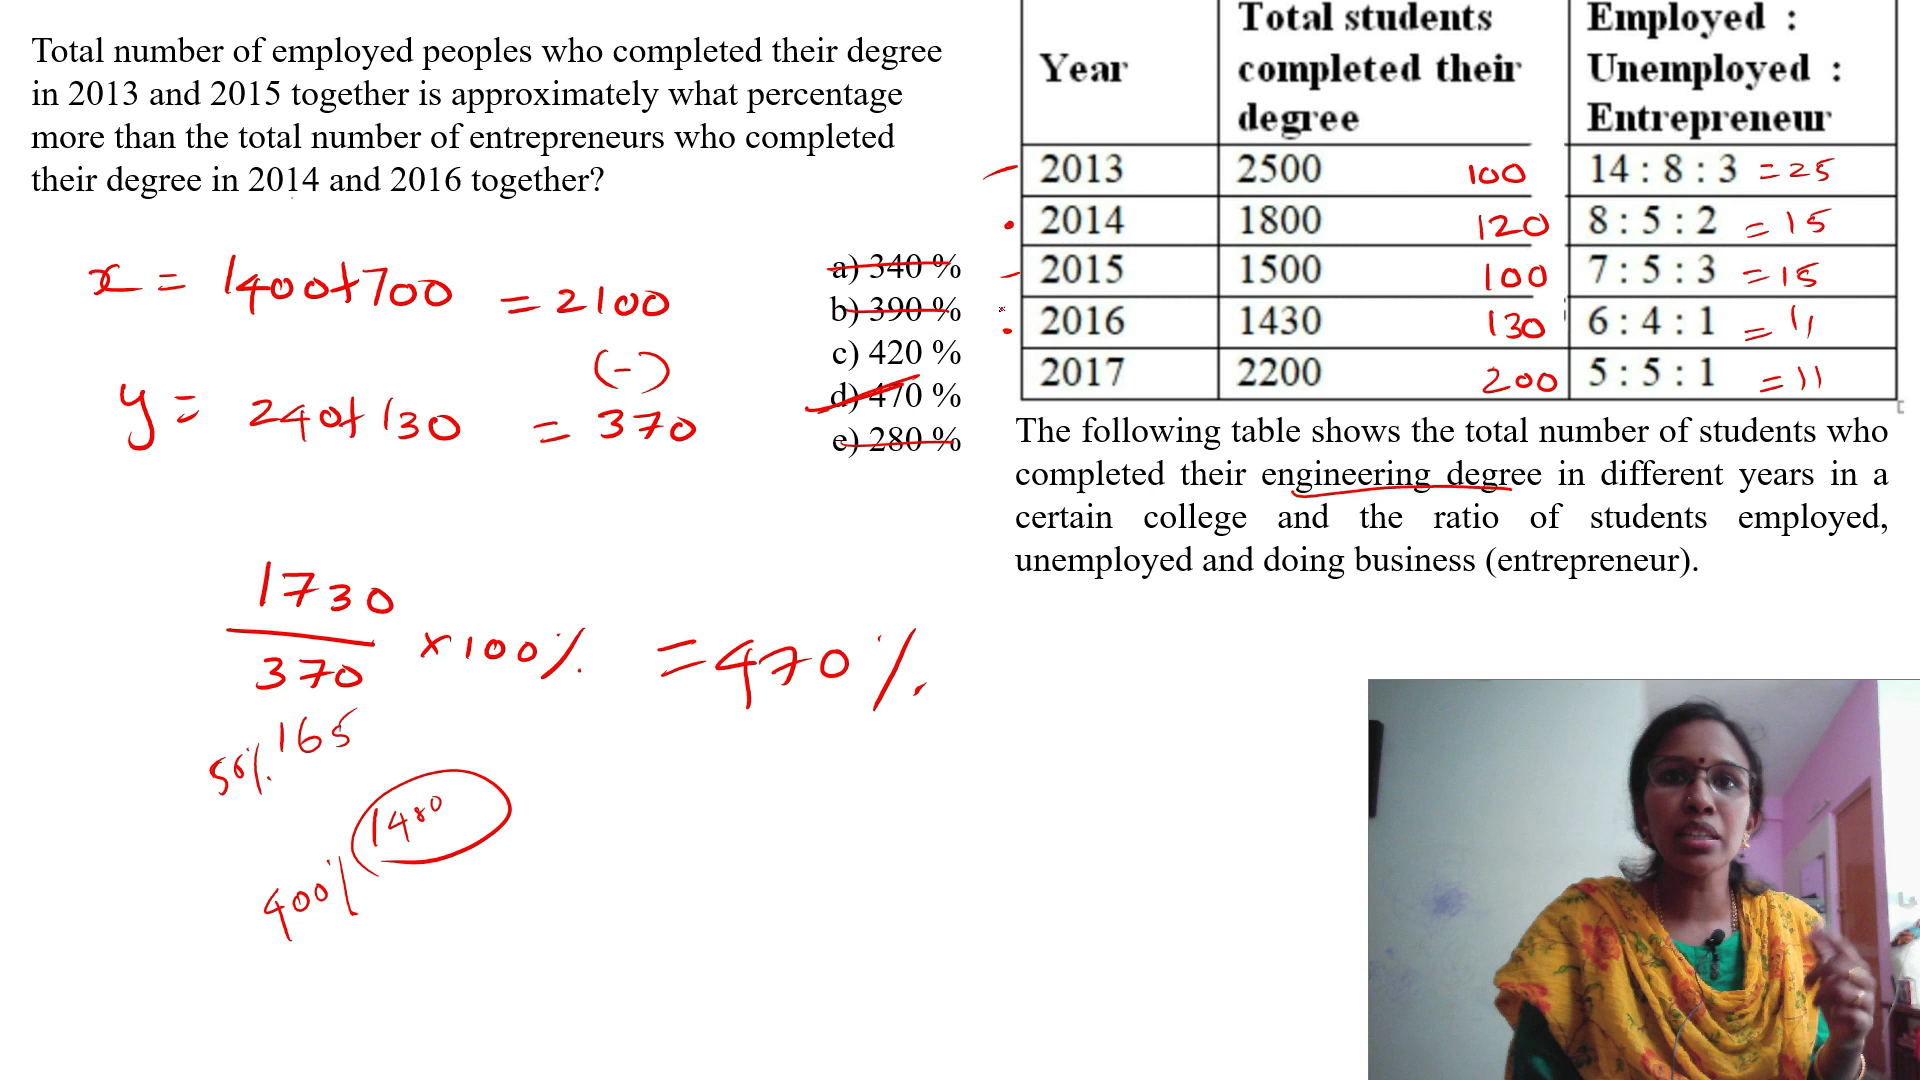 Total number of employed peoples who completed their degree
in 2013 and 2015 together is approximately what percentage
more than the total number of entrepreneurs who completed
their degree in 2014 and 2016 together?
x = 1400+700 = 2100
(-)
y = 240+130 = 370
a) 340 %
b) 390 %
c) 420 %
d) 470 %
e) 280 %
1730
370
×100%. = 470%.
50%. 165
400% 1480
Year
Total students
completed their
degree
Employed :
Unemployed :
Entrepreneur
2013 2500 100 14 : 8 : 3 = 25
2014 1800 120 8 : 5 : 2 = 15
2015 1500 100 7 : 5 : 3 = 15
2016 1430 130 6 : 4 : 1 = 11
2017 2200 200 5 : 5 : 1 = 11
The following table shows the total number of students who
completed their engineering degree in different years in a
certain college and the ratio of students employed,
unemployed and doing business (entrepreneur).